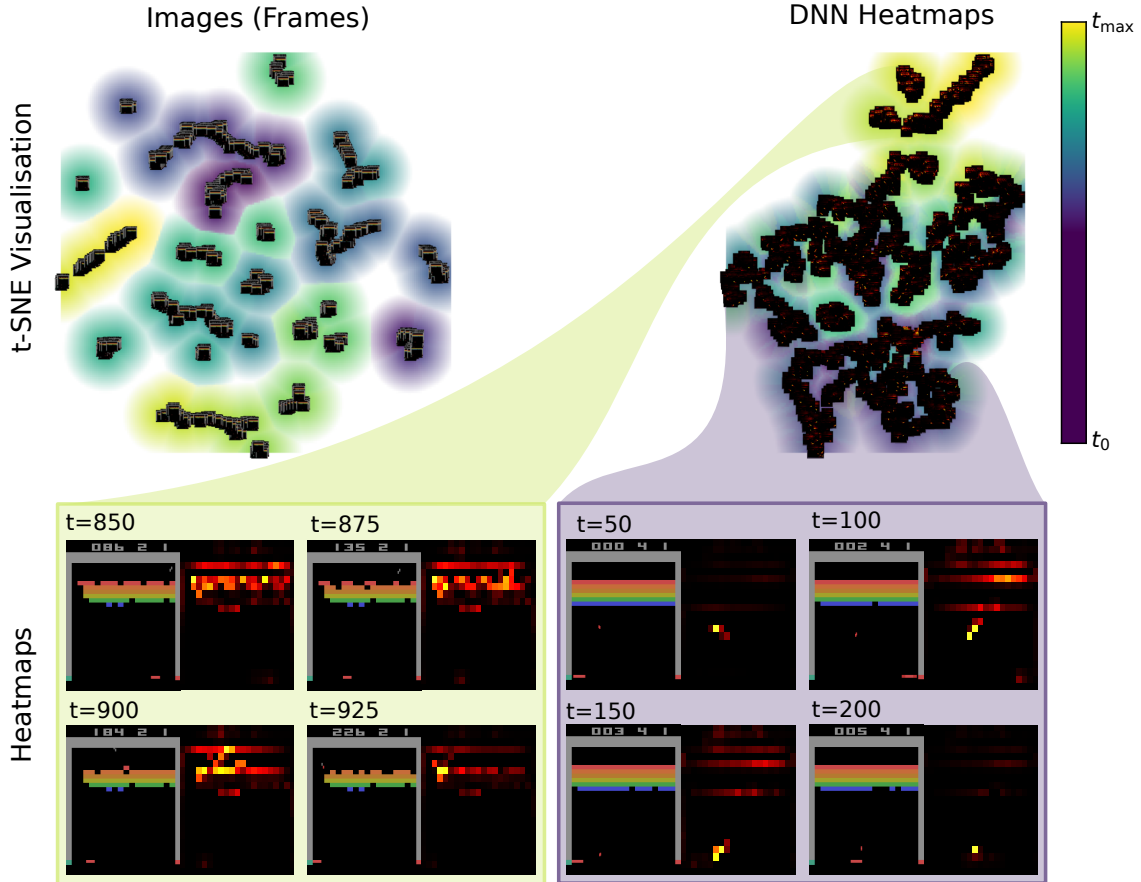 Images (Frames)
DNN Heatmaps
t-SNE Visualisation
t_max
t_0
Heatmaps
t=850
t=875
086 2 1
135 2 1
t=900
t=925
184 2 1
226 2 1
t=50
t=100
000 4 1
002 4 1
t=150
t=200
003 4 1
005 4 1